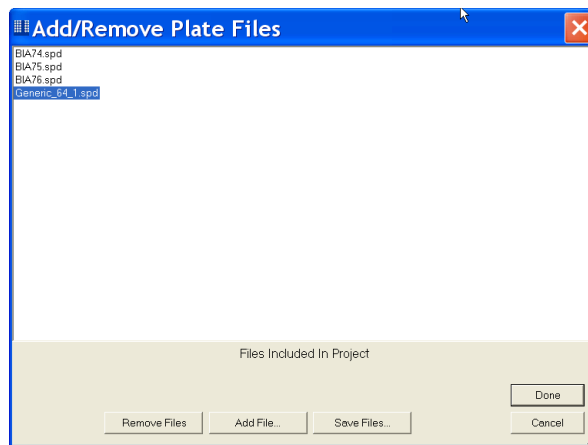 Add/Remove Plate Files
BIA74.spd
BIA75.spd
BIA76.spd
Generic_64_1.spd
Files Included In Project
Done
Remove Files
Add File...
Save Files...
Cancel